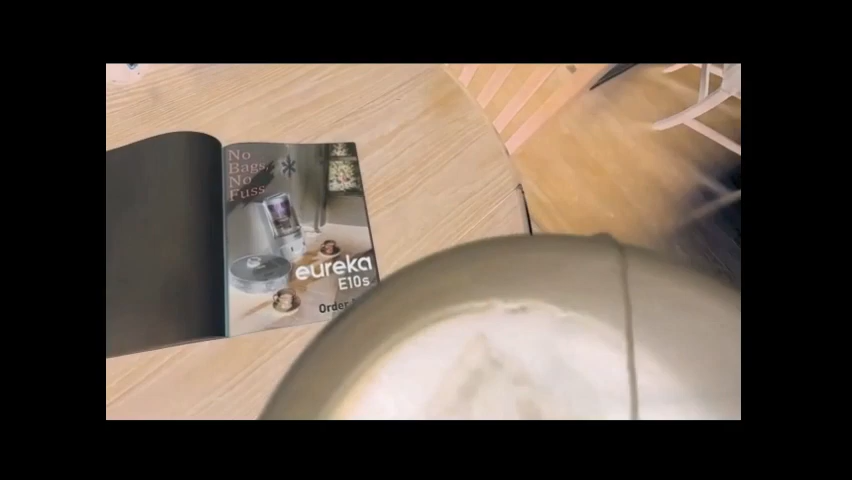 No
Bags,
No
Fuss
eureka
E10s
Order